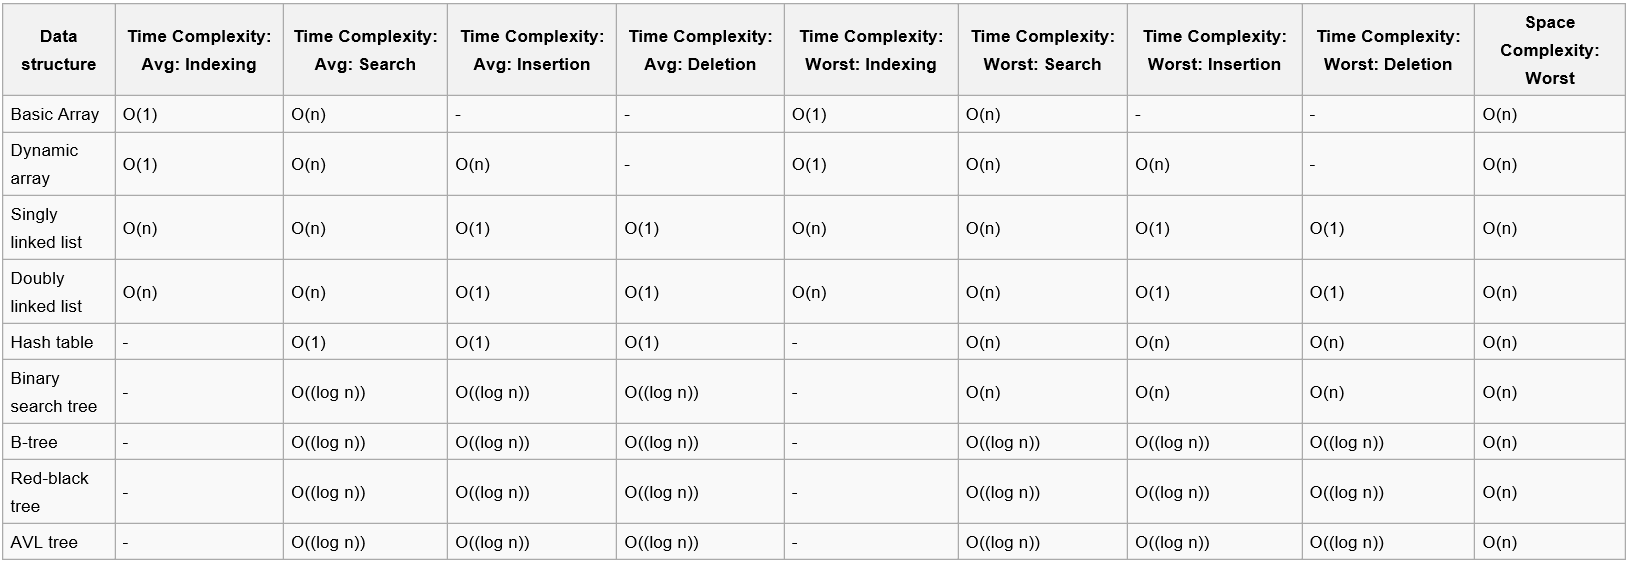 Data structure | Time Complexity: Avg: Indexing | Time Complexity: Avg: Search | Time Complexity: Avg: Insertion | Time Complexity: Avg: Deletion | Time Complexity: Worst: Indexing | Time Complexity: Worst: Search | Time Complexity: Worst: Insertion | Time Complexity: Worst: Deletion | Space Complexity: Worst
Basic Array | O(1) | O(n) | - | - | O(1) | O(n) | - | - | O(n)
Dynamic array | O(1) | O(n) | O(n) | - | O(1) | O(n) | O(n) | - | O(n)
Singly linked list | O(n) | O(n) | O(1) | O(1) | O(n) | O(n) | O(1) | O(1) | O(n)
Doubly linked list | O(n) | O(n) | O(1) | O(1) | O(n) | O(n) | O(1) | O(1) | O(n)
Hash table | - | O(1) | O(1) | O(1) | - | O(n) | O(n) | O(n) | O(n)
Binary search tree | - | O((log n)) | O((log n)) | O((log n)) | - | O(n) | O(n) | O(n) | O(n)
B-tree | - | O((log n)) | O((log n)) | O((log n)) | - | O((log n)) | O((log n)) | O((log n)) | O(n)
Red-black tree | - | O((log n)) | O((log n)) | O((log n)) | - | O((log n)) | O((log n)) | O((log n)) | O(n)
AVL tree | - | O((log n)) | O((log n)) | O((log n)) | - | O((log n)) | O((log n)) | O((log n)) | O(n)